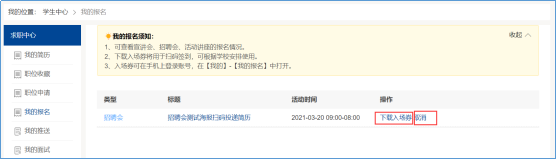 我的位置： 学生中心 > 我的报名
求职中心
我的简历
职位收藏
职位申请
我的报名
我的推送
我的面试
我的报名须知： 收起
1、可查看宣讲会、招聘会、活动讲座的报名情况。
2、下载入场券将用于扫码签到，可根据学校安排使用。
3、入场券可在手机上登录账号，在【我的】-【我的报名】中打开。
类型 标题 活动时间 操作
招聘会 招聘会测试海报扫码投递简历 2021-03-20 09:00-08:00 下载入场券 取消